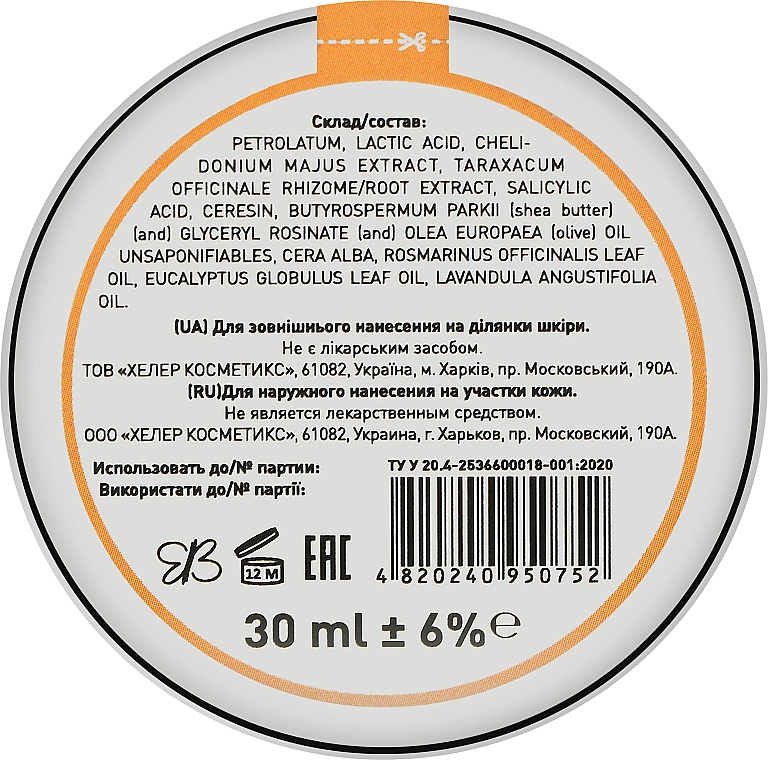 Склад/состав:
PETROLATUM, LACTIC ACID, CHELI-
DONIUM MAJUS EXTRACT, TARAXACUM
OFFICINALE RHIZOME/ROOT EXTRACT, SALICYLIC
ACID, CERESIN, BUTYROSPERMUM PARKII (shea butter)
(and) GLYCERYL ROSINATE (and) OLEA EUROPAEA (olive) OIL
UNSAPONIFIABLES, CERA ALBA, ROSMARINUS OFFICINALIS LEAF
OIL, EUCALYPTUS GLOBULUS LEAF OIL, LAVANDULA ANGUSTIFOLIA
OIL.
(UA) Для зовнішнього нанесення на ділянки шкіри.
Не є лікарським засобом.
ТОВ «ХЕЛЕР КОСМЕТИКС», 61082, Україна, м. Харків, пр. Московський, 190А.
(RU)Для наружного нанесения на участки кожи.
Не является лекарственным средством.
ООО «ХЕЛЕР КОСМЕТИКС», 61082, Украина, г. Харьков, пр. Московский, 190А.
Использовать до/№ партии:
Використати до/№ партії:
ТУ У 20.4-2536600018-001:2020
12 M
EAC
4 820240 950752
30 ml ± 6% ℮